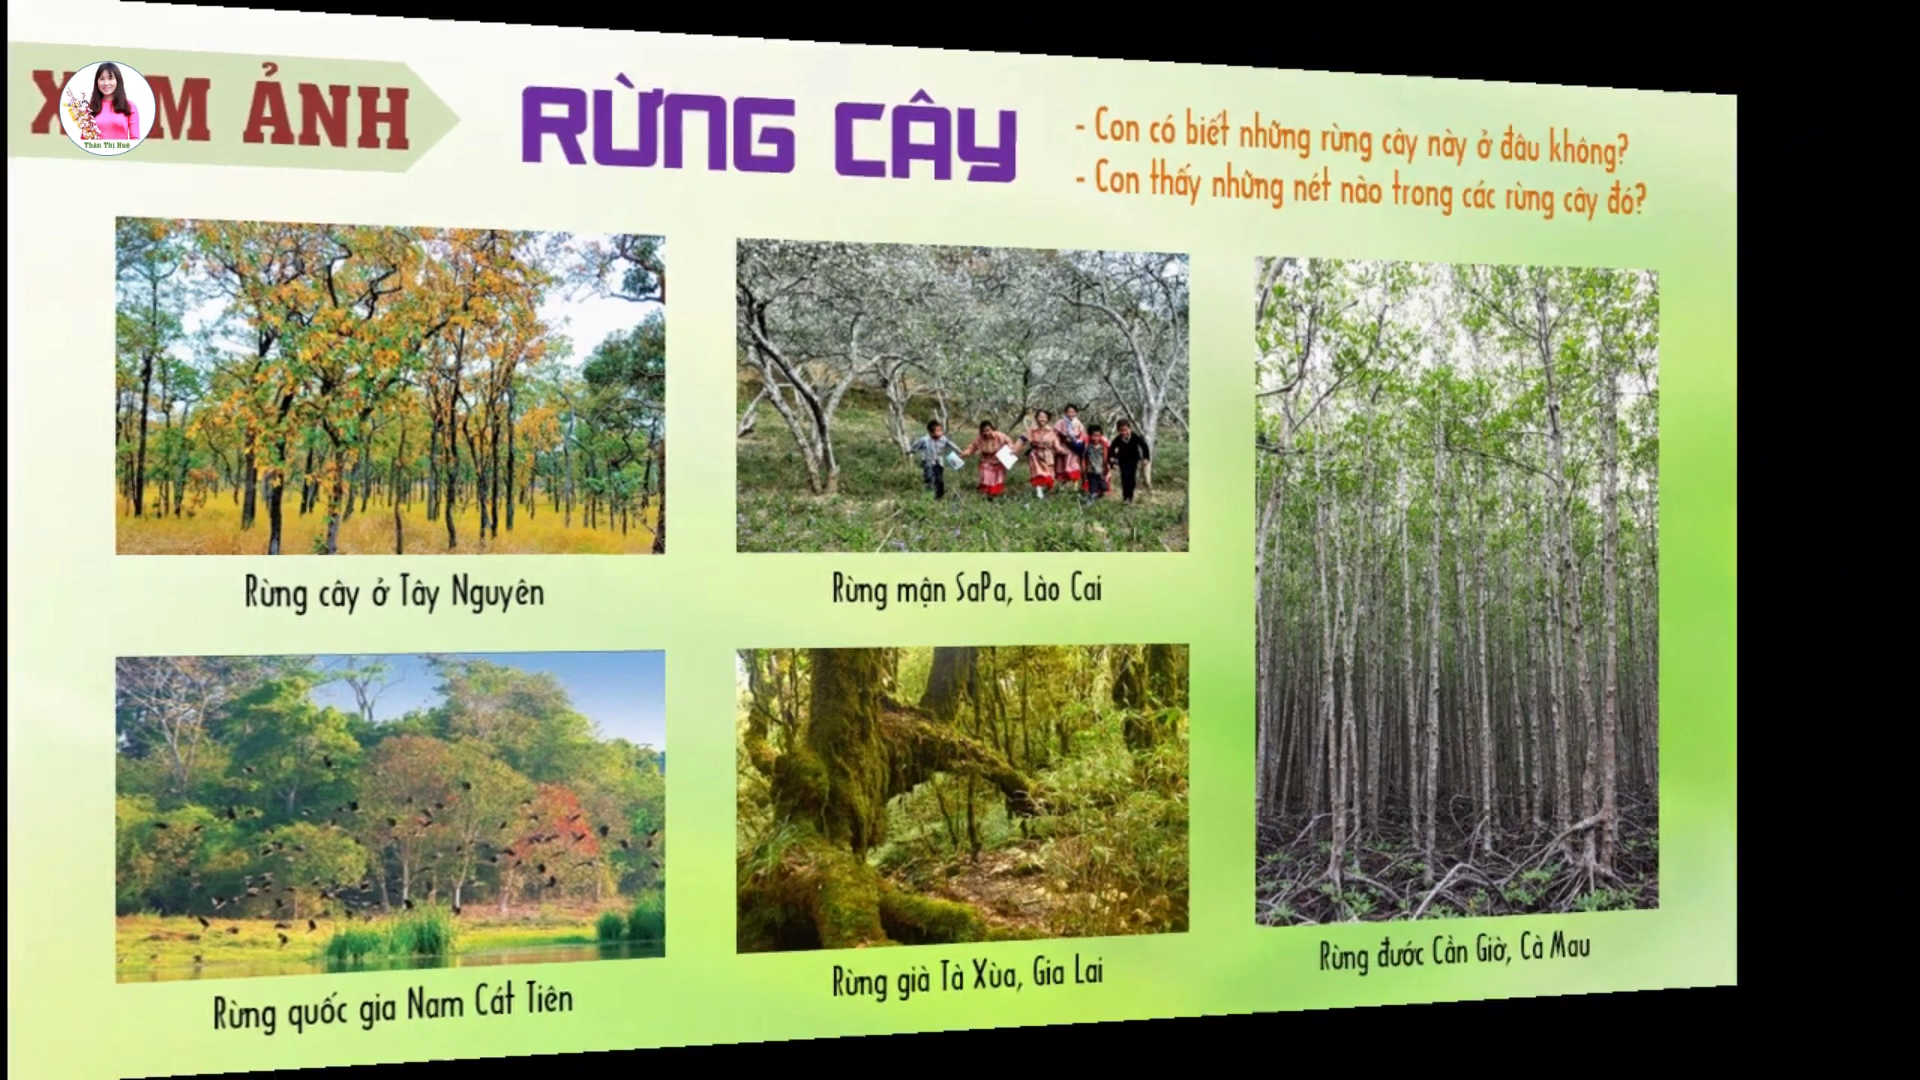 XEM ẢNH
Thân Thị Huệ
RỪNG CÂY
- Con có biết những rừng cây này ở đâu không?
- Con thấy những nét nào trong các rừng cây đó?
Rừng cây ở Tây Nguyên
Rừng mận SaPa, Lào Cai
Rừng quốc gia Nam Cát Tiên
Rừng già Tà Xùa, Gia Lai
Rừng đước Cần Giờ, Cà Mau